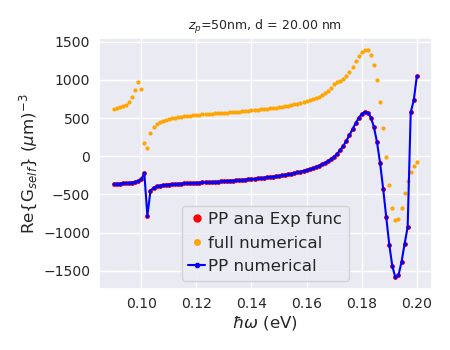 z_p=50nm, d = 20.00 nm
1500
1000
500
0
−500
−1000
−1500
Re{G_self} (μm)^−3
PP ana Exp func
full numerical
PP numerical
0.10 0.12 0.14 0.16 0.18 0.20
ħω (eV)